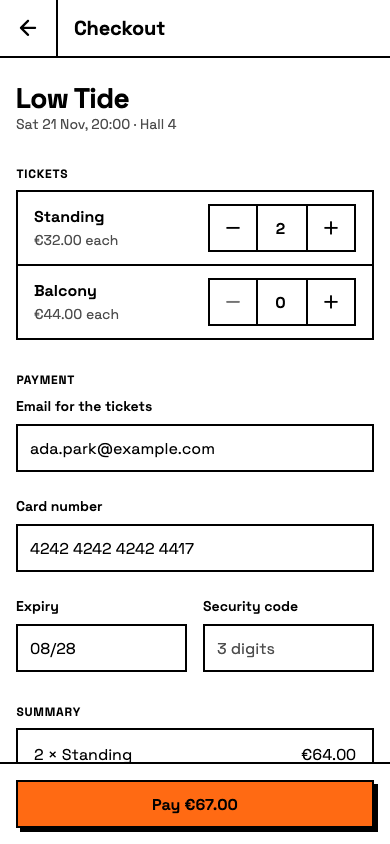 Checkout
Low Tide
Sat 21 Nov, 20:00 · Hall 4
TICKETS
Standing
€32.00 each
2
Balcony
€44.00 each
0
PAYMENT
Email for the tickets
ada.park@example.com
Card number
4242 4242 4242 4417
Expiry
Security code
08/28
3 digits
SUMMARY
2 × Standing €64.00
Pay €67.00